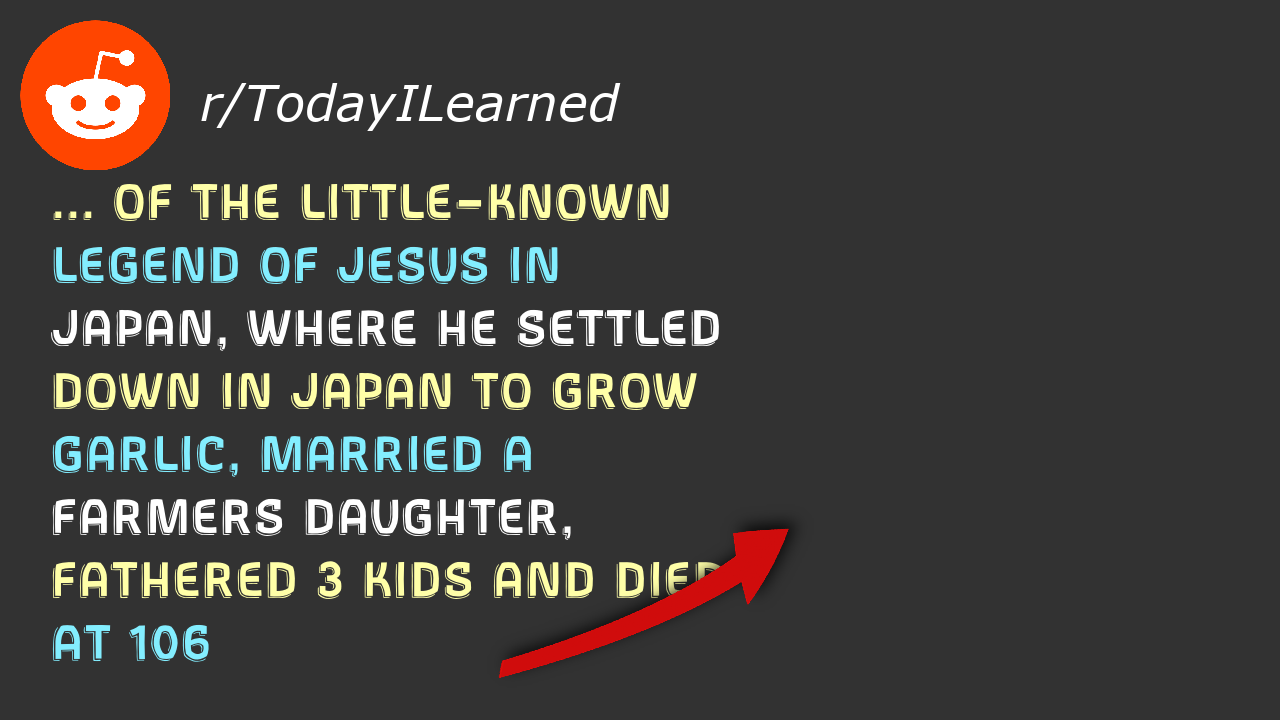 r/TodayILearned
... OF THE LITTLE-KNOWN
LEGEND OF JESUS IN
JAPAN, WHERE HE SETTLED
DOWN IN JAPAN TO GROW
GARLIC, MARRIED A
FARMERS DAUGHTER,
FATHERED 3 KIDS AND DIED
AT 106